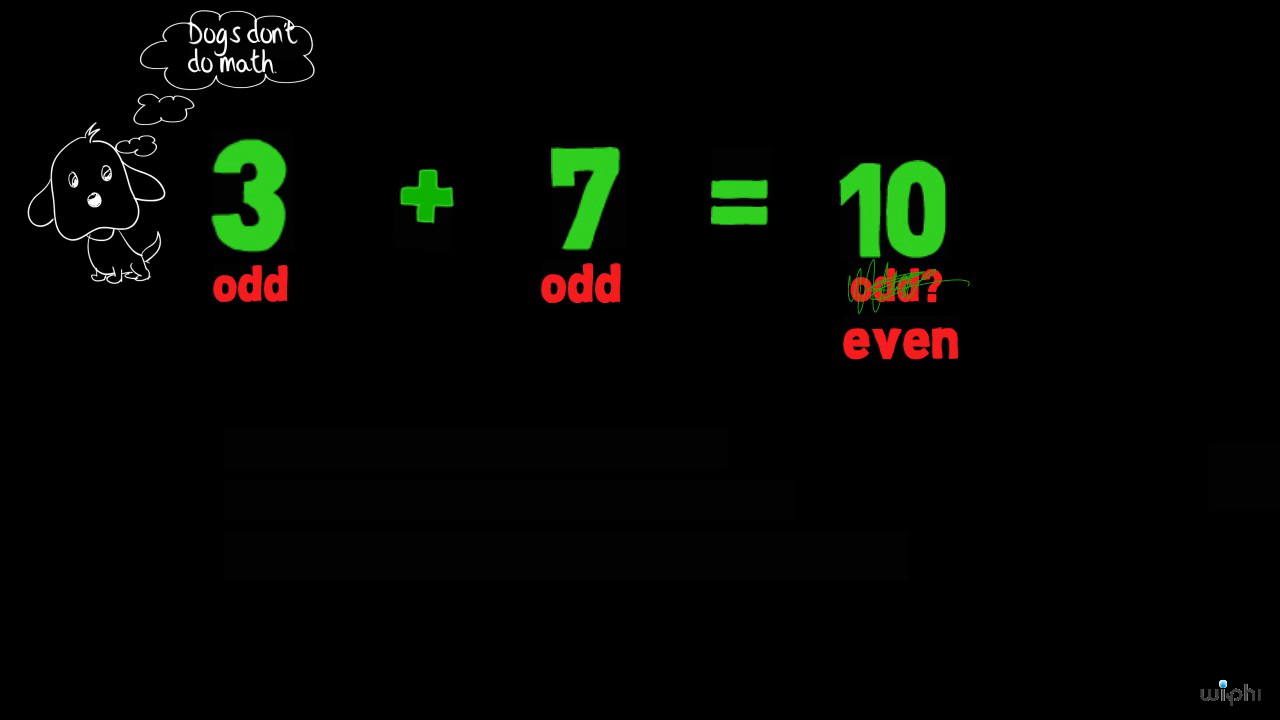 Dogs don't
do math
3 + 7 = 10
odd odd odd?
even
wiphi